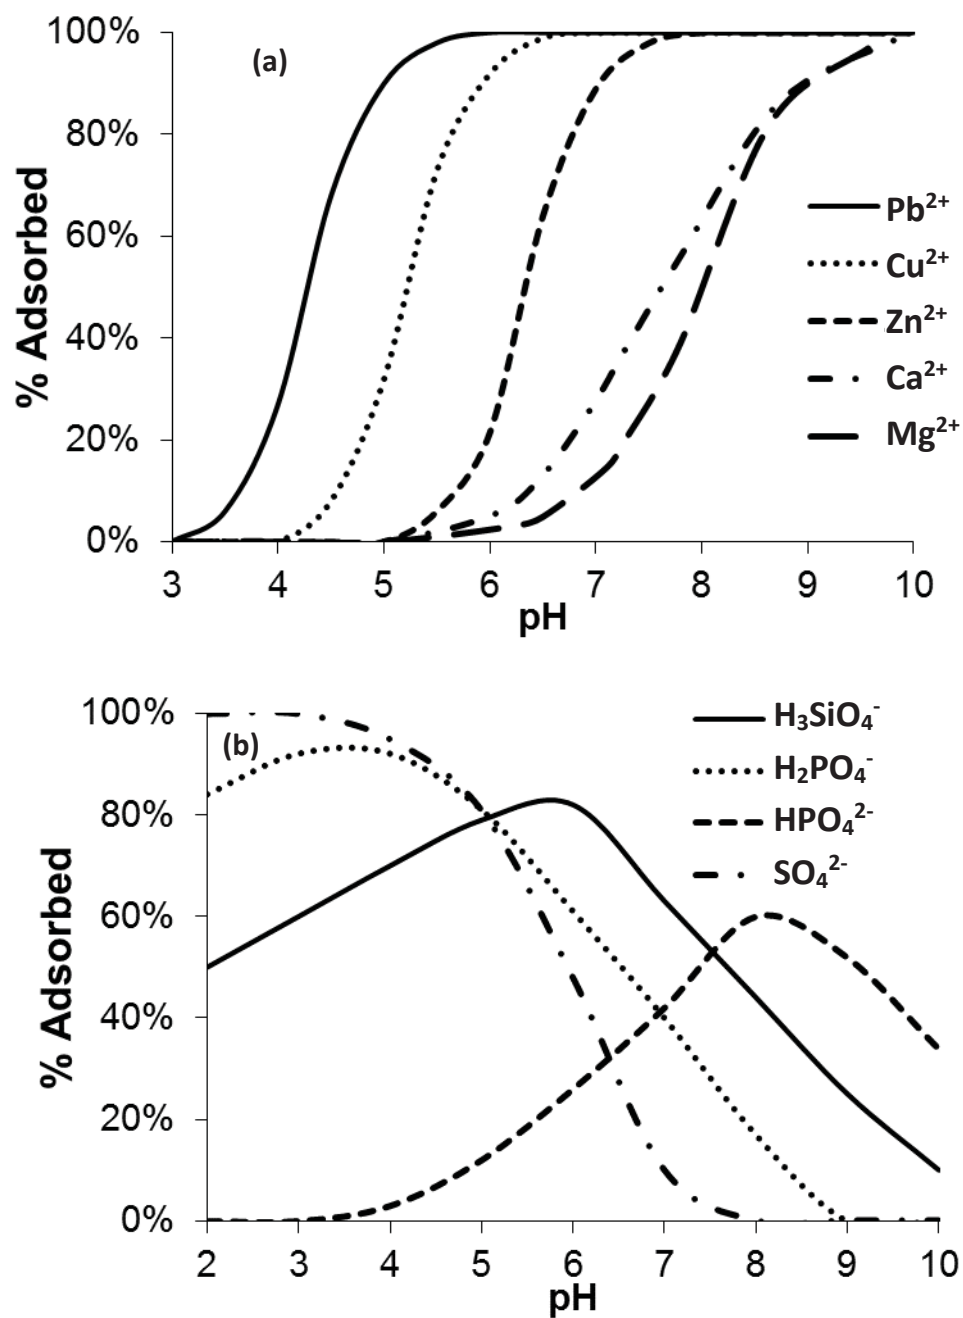 100%
(a)
80%
% Adsorbed
60%
40%
20%
0%
Pb²⁺
Cu²⁺
Zn²⁺
Ca²⁺
Mg²⁺
3 4 5 6 7 8 9 10
pH
100%
(b)
80%
% Adsorbed
60%
40%
20%
0%
H₃SiO₄⁻
H₂PO₄⁻
HPO₄²⁻
SO₄²⁻
2 3 4 5 6 7 8 9 10
pH